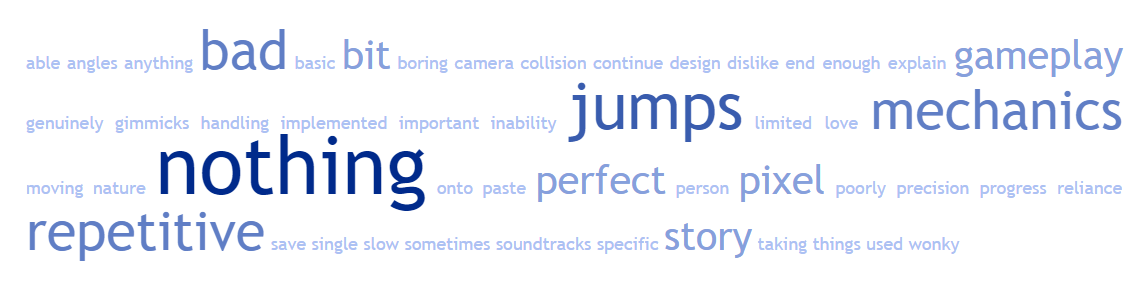 able angles anything bad basic bit boring camera collision continue design dislike end enough explain gameplay
genuinely gimmicks handling implemented important inability jumps limited love mechanics
moving nature nothing onto paste perfect person pixel poorly precision progress reliance
repetitive save single slow sometimes soundtracks specific story taking things used wonky